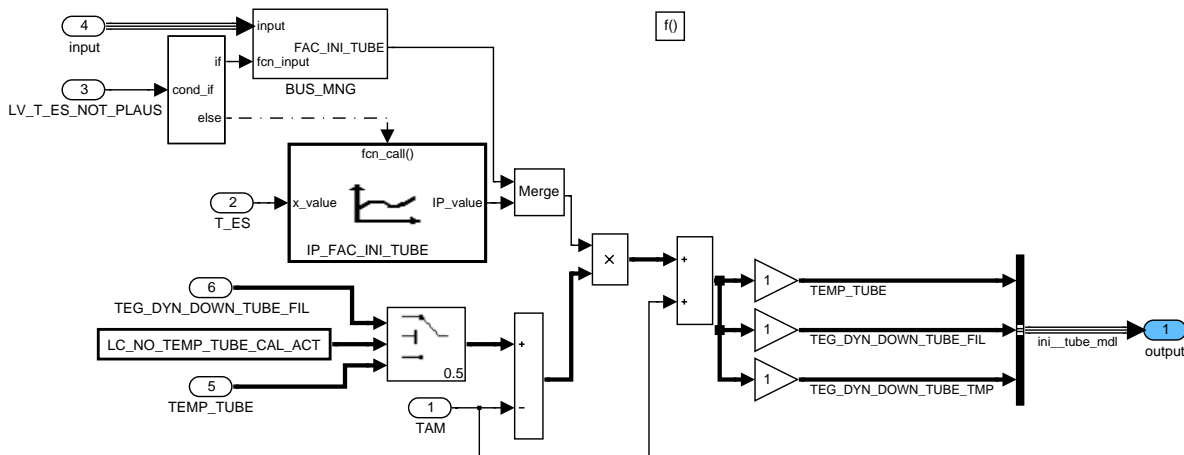 4
input
input
FAC_INI_TUBE
fcn_input
BUS_MNG
f()
if
cond_if
else
3
LV_T_ES_NOT_PLAUS
fcn_call()
2
T_ES
x_value
IP_value
IP_FAC_INI_TUBE
Merge
×
6
TEG_DYN_DOWN_TUBE_FIL
LC_NO_TEMP_TUBE_CAL_ACT
5
TEMP_TUBE
0.5
1
TAM
+
−
+
+
1
TEMP_TUBE
1
TEG_DYN_DOWN_TUBE_FIL
1
TEG_DYN_DOWN_TUBE_TMP
ini__tube_mdl
1
output